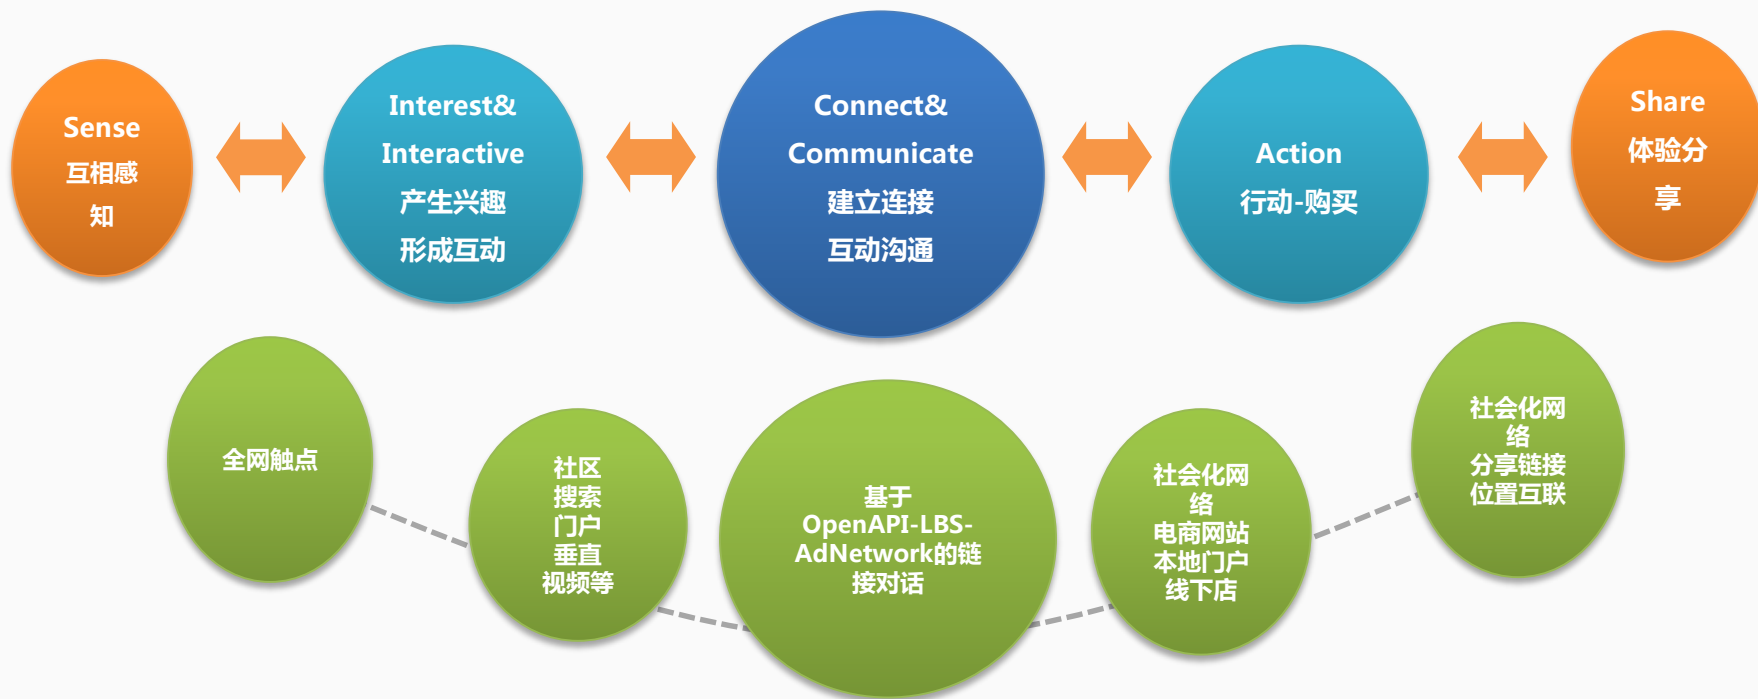 Sense
互相感
知
Interest&
Interactive
产生兴趣
形成互动
Connect&
Communicate
建立连接
互动沟通
Action
行动-购买
Share
体验分
享
全网触点
社区
搜索
门户
垂直
视频等
基于
OpenAPI-LBS-
AdNetwork的链
接对话
社会化网
络
电商网站
本地门户
线下店
社会化网
络
分享链接
位置互联